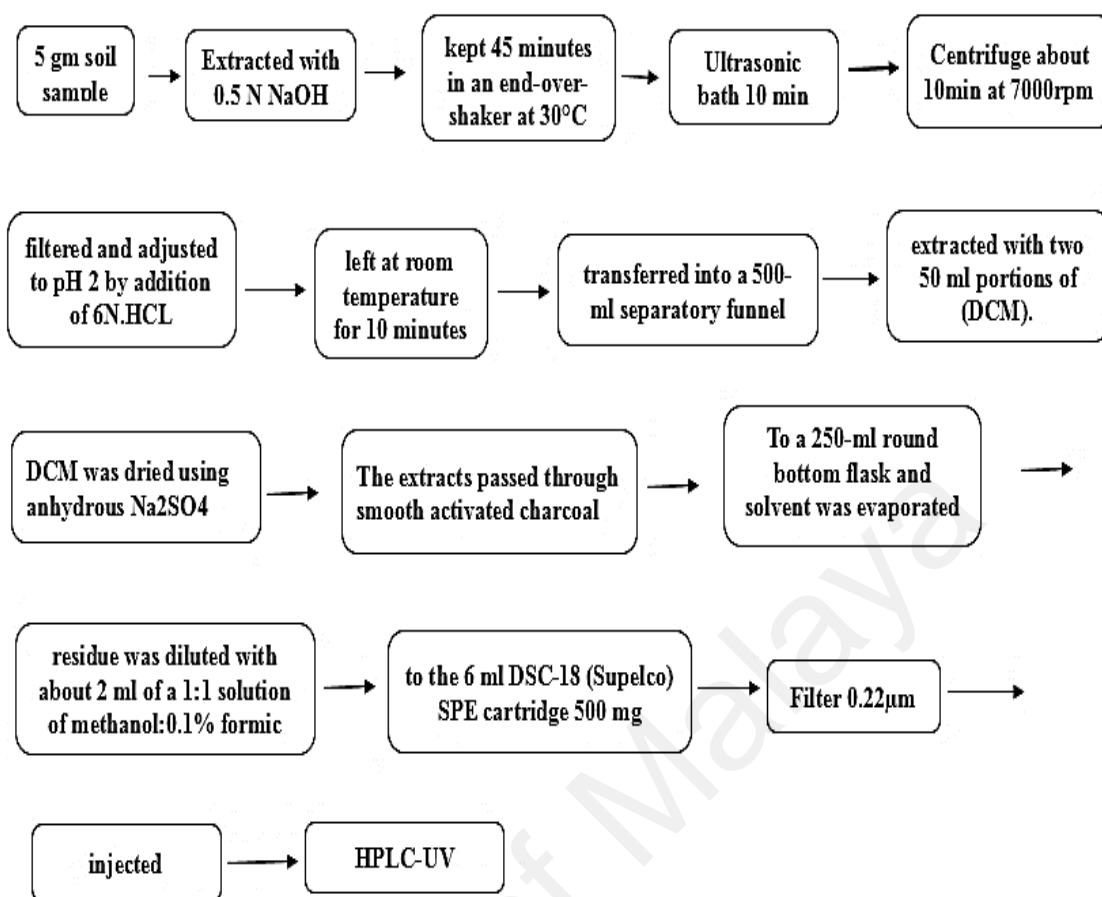 5 gm soil
sample
Extracted with
0.5 N NaOH
kept 45 minutes
in an end-over-
shaker at 30°C
Ultrasonic
bath 10 min
Centrifuge about
10min at 7000rpm
filtered and adjusted
to pH 2 by addition
of 6N.HCL
left at room
temperature
for 10 minutes
transferred into a 500-
ml separatory funnel
extracted with two
50 ml portions of
(DCM).
DCM was dried using
anhydrous Na2SO4
The extracts passed through
smooth activated charcoal
To a 250-ml round
bottom flask and
solvent was evaporated
residue was diluted with
about 2 ml of a 1:1 solution
of methanol:0.1% formic
to the 6 ml DSC-18 (Supelco)
SPE cartridge 500 mg
Filter 0.22µm
injected
HPLC-UV
of Malaya